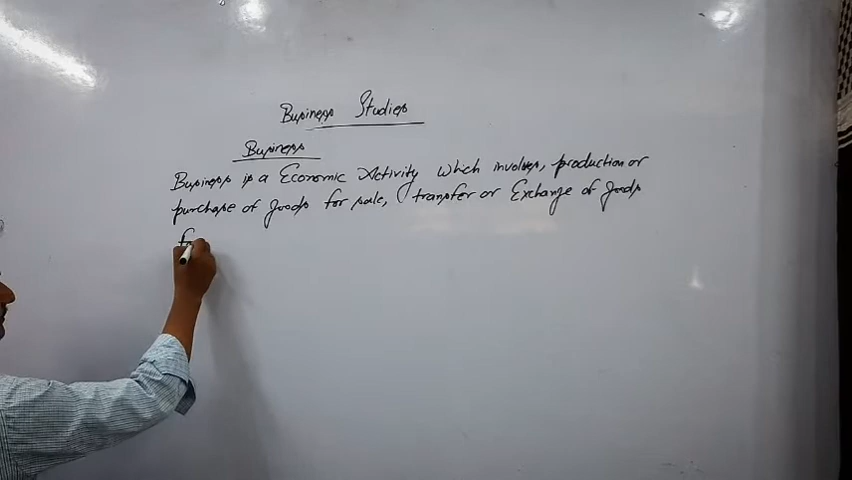 Business Studies
Business
Business is a Economic Activity which involves, production or
purchase of goods for sale, transfer or Exchange of goods
f